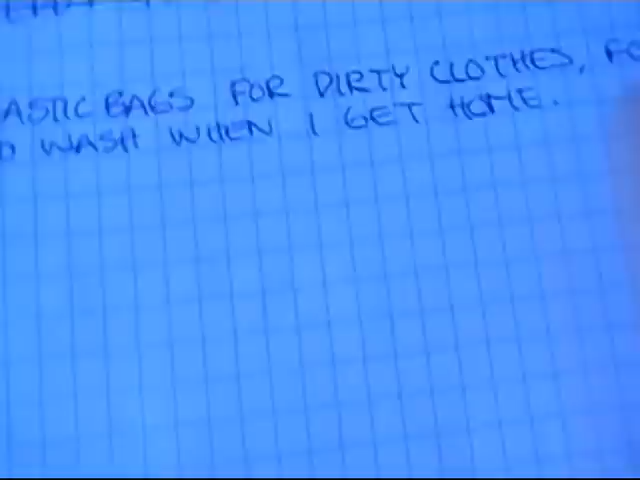 ASTIC BAGS FOR DIRTY CLOTHES, FO
WASH WHEN I GET HOME.